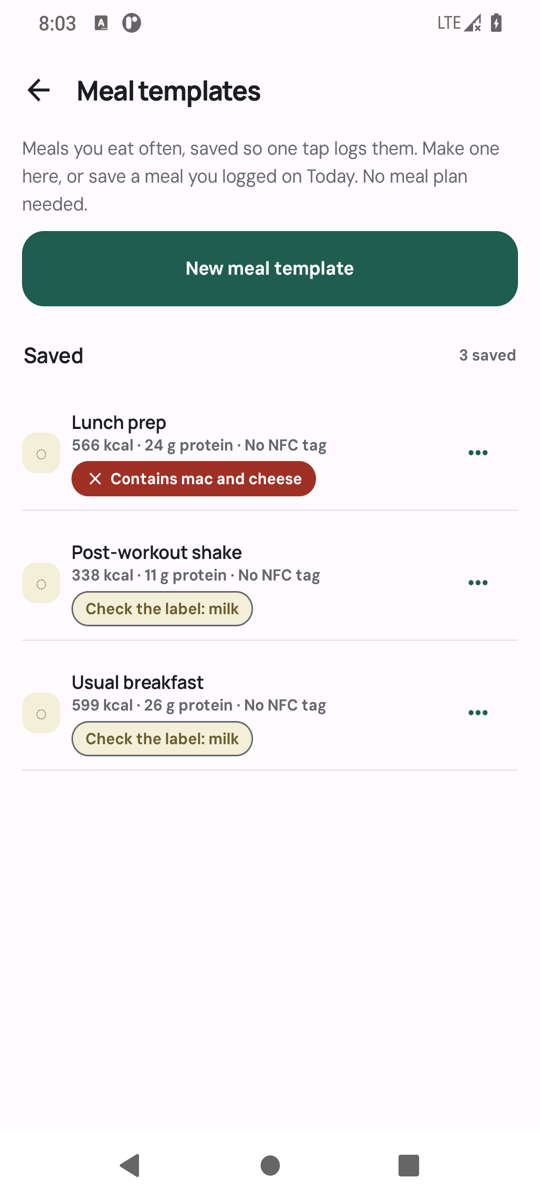 8:03
A
LTE
Meal templates
Meals you eat often, saved so one tap logs them. Make one
here, or save a meal you logged on Today. No meal plan
needed.
New meal template
Saved
3 saved
Lunch prep
566 kcal · 24 g protein · No NFC tag
Contains mac and cheese
Post-workout shake
338 kcal · 11 g protein · No NFC tag
Check the label: milk
Usual breakfast
599 kcal · 26 g protein · No NFC tag
Check the label: milk